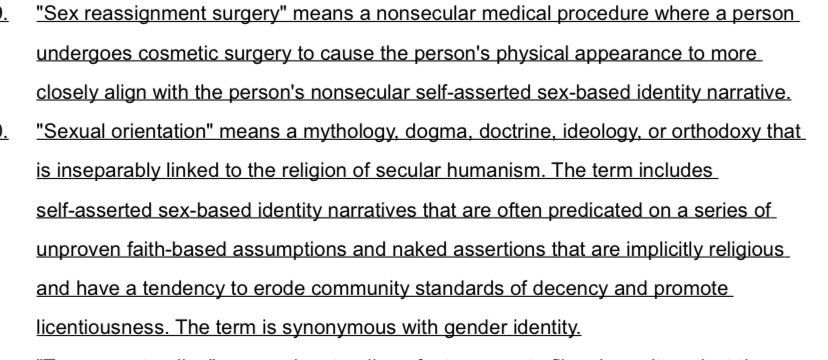 "Sex reassignment surgery" means a nonsecular medical procedure where a person
undergoes cosmetic surgery to cause the person's physical appearance to more
closely align with the person's nonsecular self-asserted sex-based identity narrative.
"Sexual orientation" means a mythology, dogma, doctrine, ideology, or orthodoxy that
is inseparably linked to the religion of secular humanism. The term includes
self-asserted sex-based identity narratives that are often predicated on a series of
unproven faith-based assumptions and naked assertions that are implicitly religious
and have a tendency to erode community standards of decency and promote
licentiousness. The term is synonymous with gender identity.